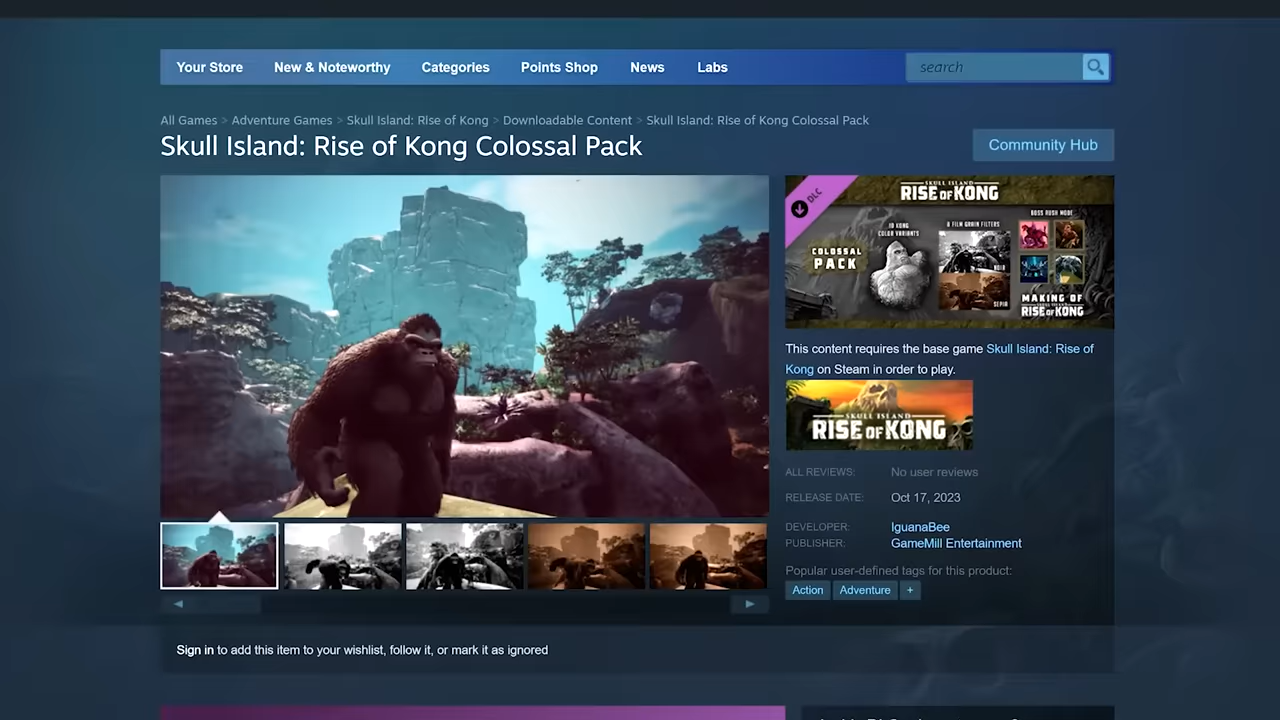 Your Store New & Noteworthy Categories Points Shop News Labs search
All Games > Adventure Games > Skull Island: Rise of Kong > Downloadable Content > Skull Island: Rise of Kong Colossal Pack
Skull Island: Rise of Kong Colossal Pack
Community Hub
DLC
SKULL ISLAND
RISE OF KONG
COLOSSAL
PACK
10 KONG
COLOR VARIANTS
8 FILM GRAIN FILTERS
NOIR
SEPIA
BOSS RUSH MODE
MAKING OF
RISE OF KONG
This content requires the base game Skull Island: Rise of
Kong on Steam in order to play.
SKULL ISLAND
RISE OF KONG
ALL REVIEWS: No user reviews
RELEASE DATE: Oct 17, 2023
DEVELOPER: IguanaBee
PUBLISHER: GameMill Entertainment
Popular user-defined tags for this product:
Action Adventure +
Sign in to add this item to your wishlist, follow it, or mark it as ignored